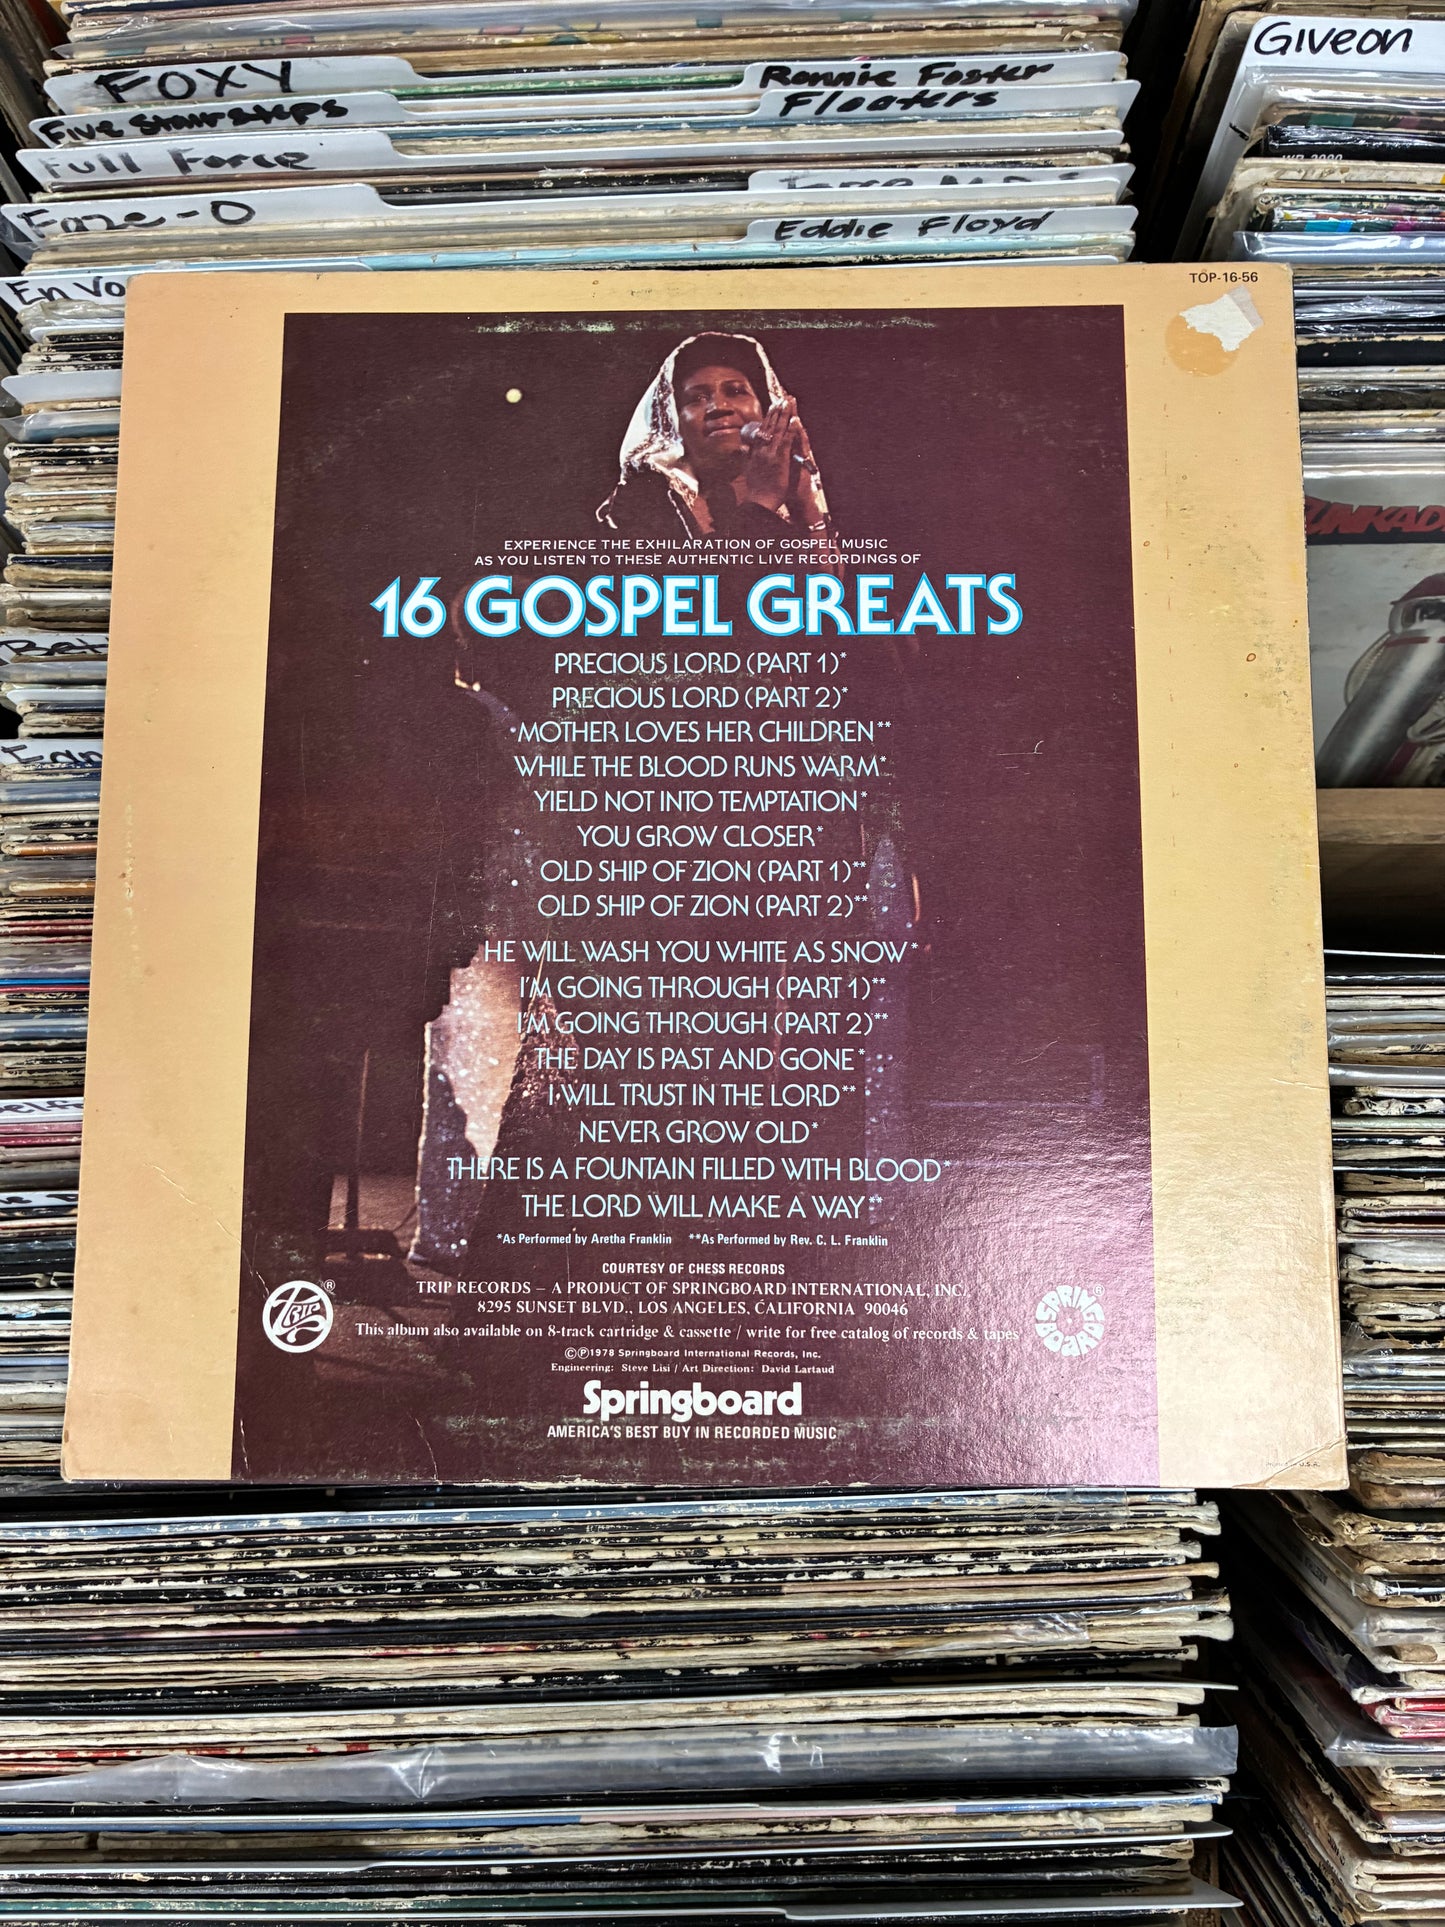 GIVEON
FOXY
Ronnie Foster
Five Stairsteps
Floaters
Full Force
Faze-O
Eddie Floyd
En Vo
TOP-16-56
EXPERIENCE THE EXHILARATION OF GOSPEL MUSIC
AS YOU LISTEN TO THESE AUTHENTIC LIVE RECORDINGS OF
16 GOSPEL GREATS
PRECIOUS LORD (PART 1)*
PRECIOUS LORD (PART 2)*
MOTHER LOVES HER CHILDREN**
WHILE THE BLOOD RUNS WARM*
YIELD NOT INTO TEMPTATION*
YOU GROW CLOSER*
OLD SHIP OF ZION (PART 1)**
OLD SHIP OF ZION (PART 2)**
HE WILL WASH YOU WHITE AS SNOW*
I'M GOING THROUGH (PART 1)**
I'M GOING THROUGH (PART 2)**
THE DAY IS PAST AND GONE*
I WILL TRUST IN THE LORD**
NEVER GROW OLD*
THERE IS A FOUNTAIN FILLED WITH BLOOD*
THE LORD WILL MAKE A WAY**
*As Performed by Aretha Franklin **As Performed by Rev. C. L. Franklin
COURTESY OF CHESS RECORDS
TRIP RECORDS – A PRODUCT OF SPRINGBOARD INTERNATIONAL, INC.
8295 SUNSET BLVD., LOS ANGELES, CALIFORNIA 90046
This album also available on 8-track cartridge & cassette / write for free catalog of records & tapes
©℗1978 Springboard International Records, Inc.
Engineering: Steve Lisi / Art Direction: David Lartaud
TRIP ®
SPRINGBOARD ®
Springboard
AMERICA'S BEST BUY IN RECORDED MUSIC